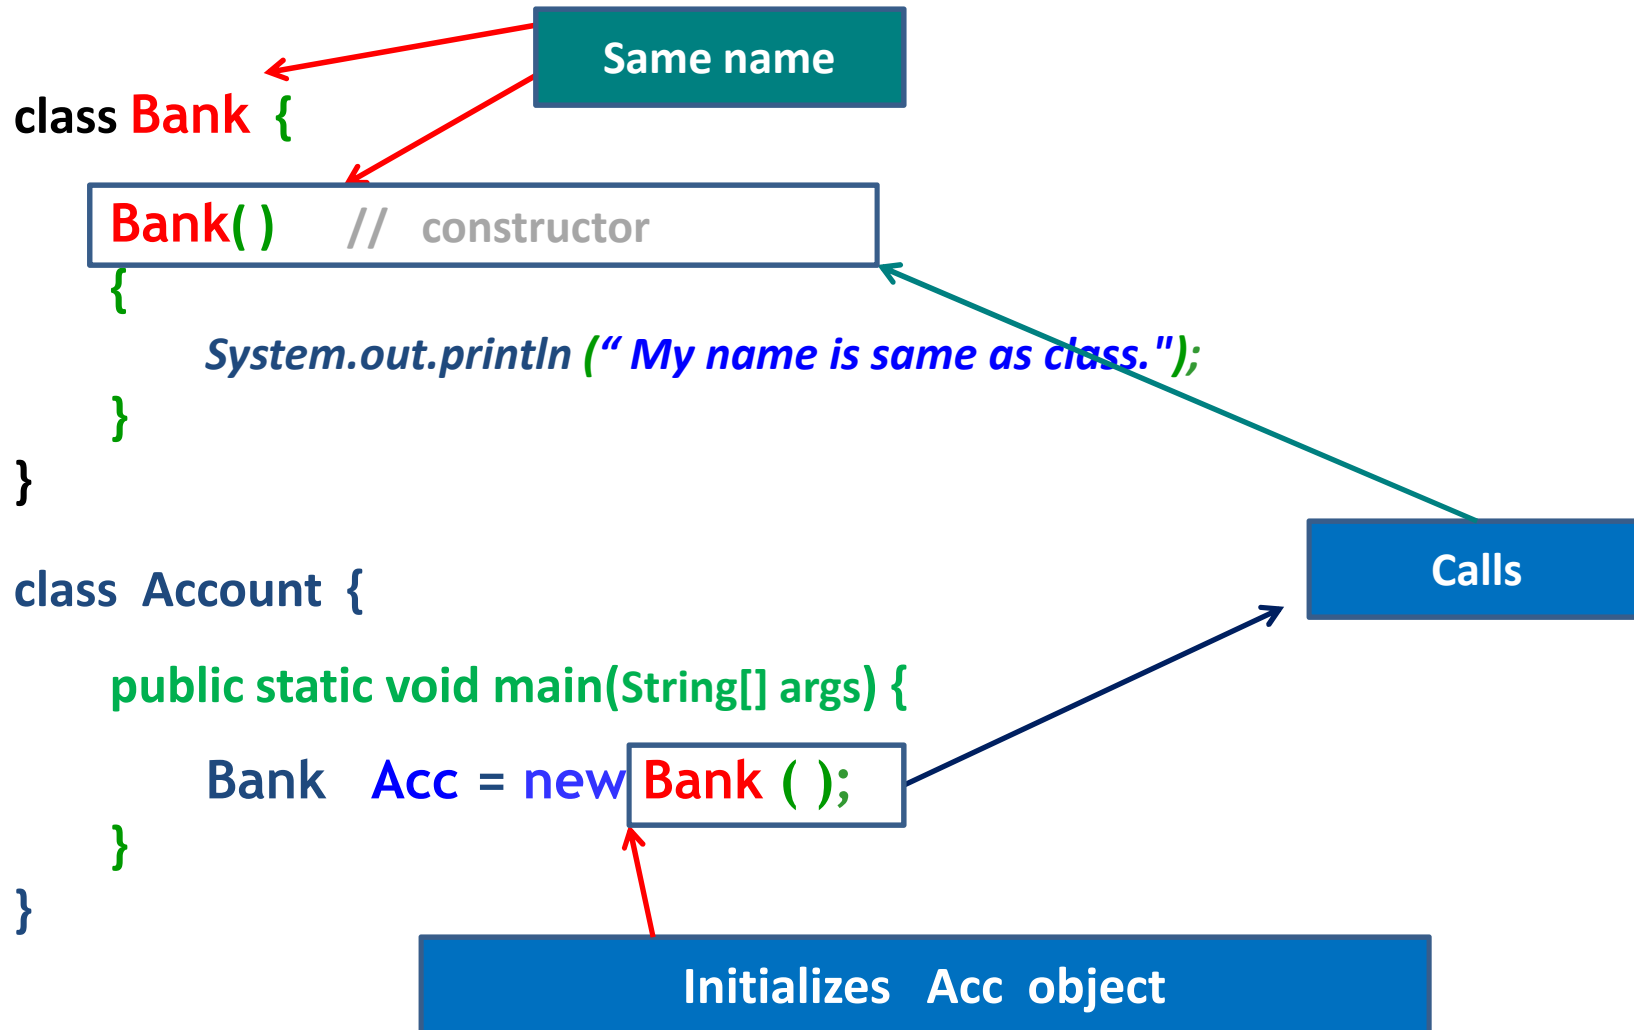 Same name
class Bank {
Bank( ) // constructor
{
System.out.println (“ My name is same as class.");
}
}
Calls
class Account {
public static void main(String[] args) {
Bank Acc = new Bank ( );
}
}
Initializes Acc object